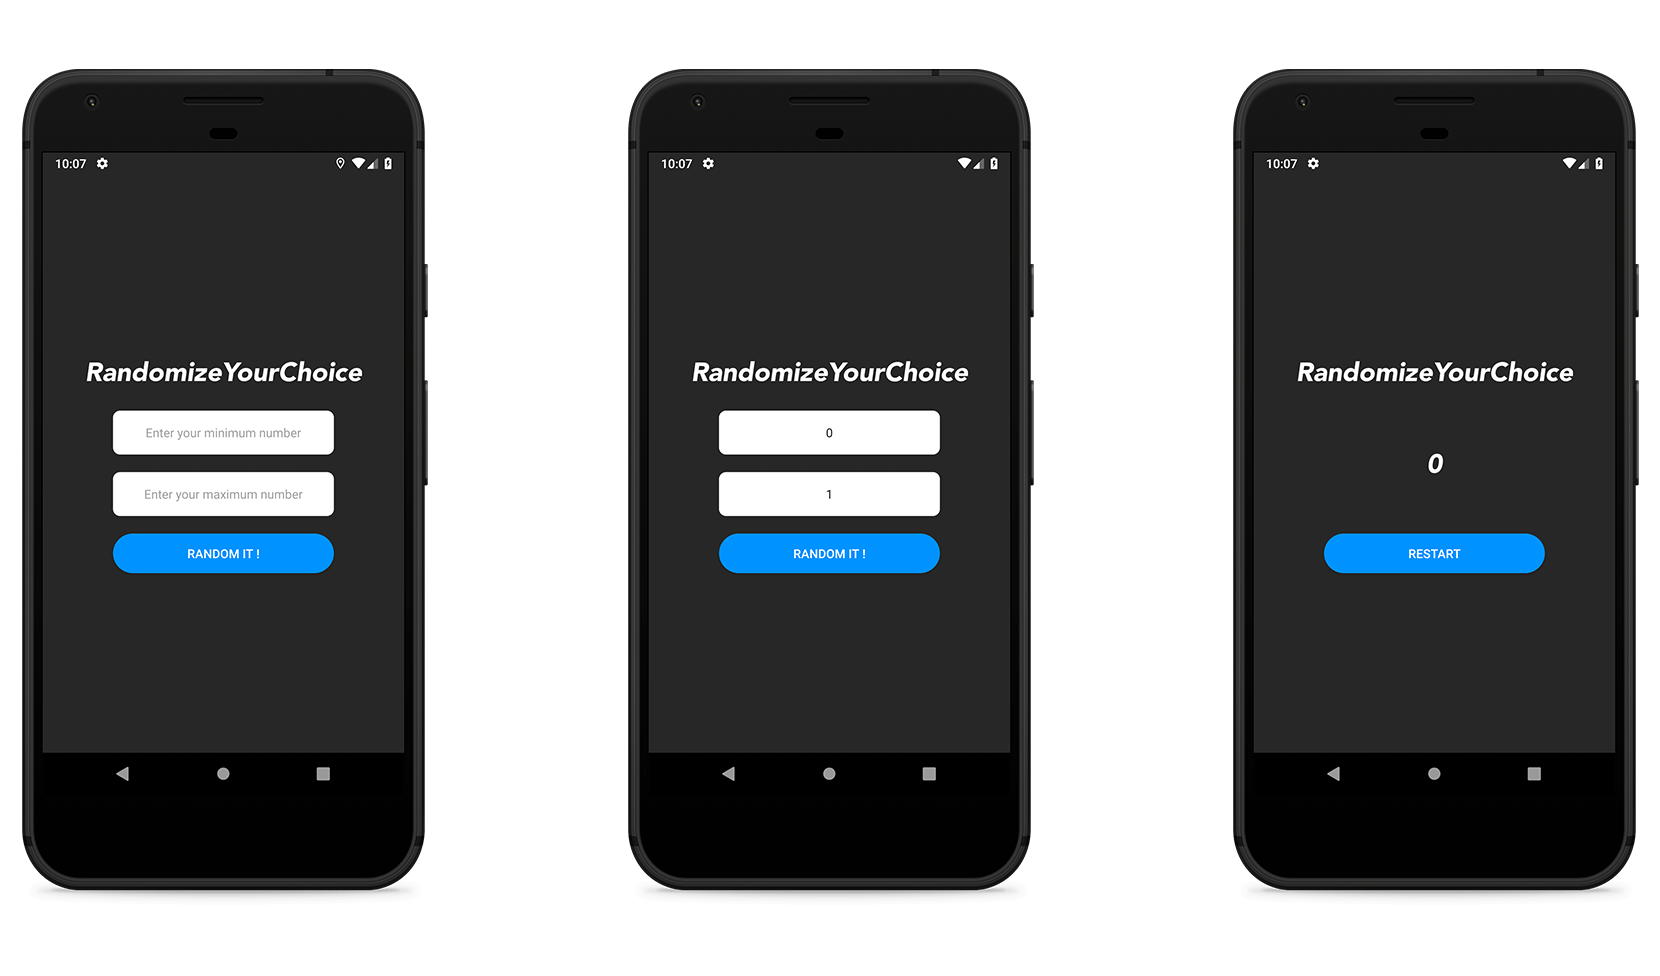 10:07
RandomizeYourChoice
Enter your minimum number
Enter your maximum number
RANDOM IT !
10:07
RandomizeYourChoice
0
1
RANDOM IT !
10:07
RandomizeYourChoice
0
RESTART